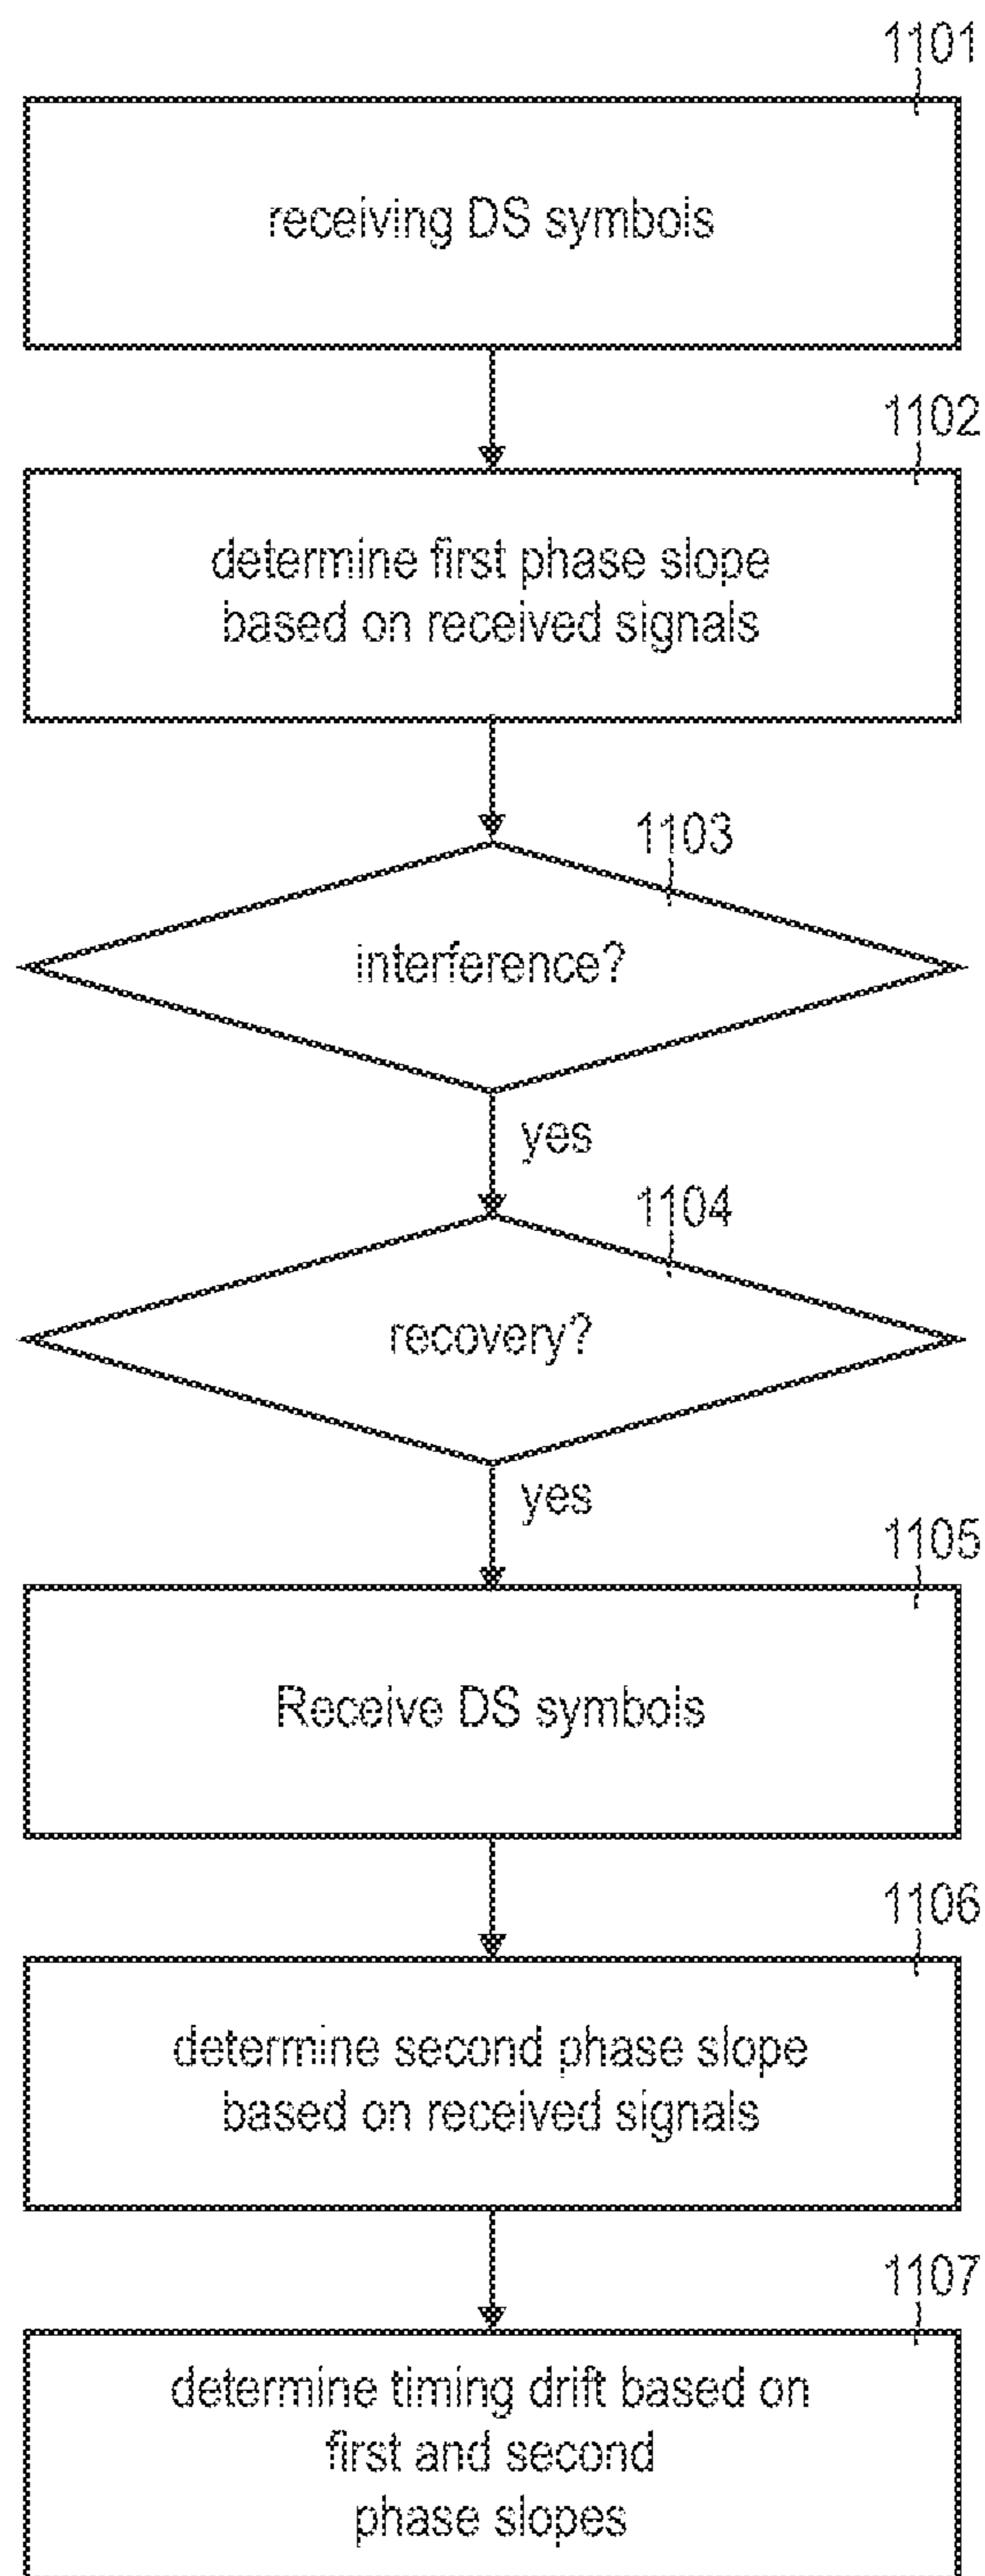 1101
receiving DS symbols
1102
determine first phase slope
based on received signals
1103
interference?
yes
1104
recovery?
yes
1105
Receive DS symbols
1106
determine second phase slope
based on received signals
1107
determine timing drift based on
first and second
phase slopes